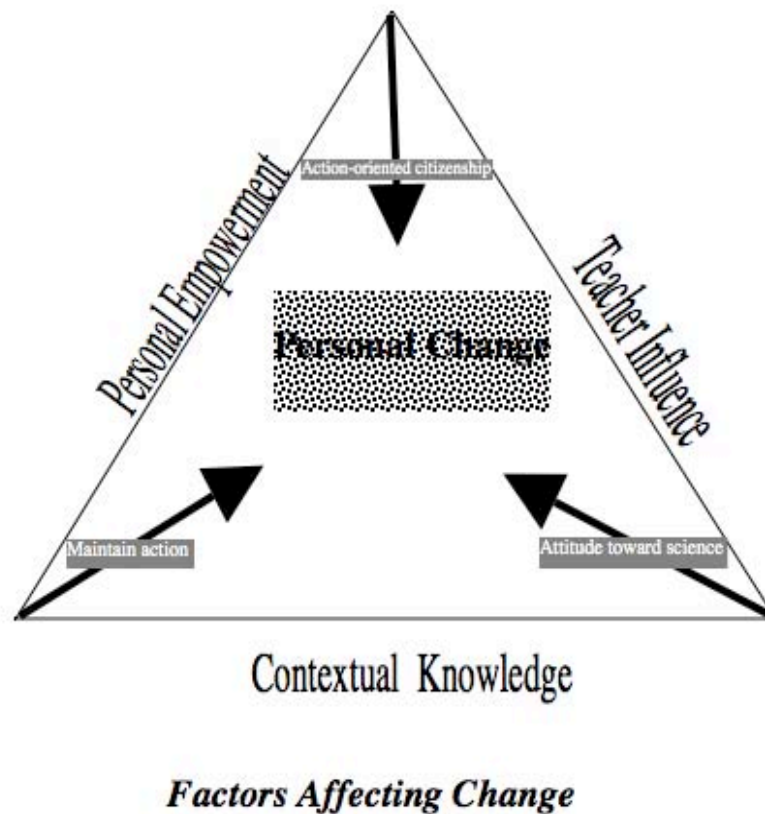 Action-oriented citizenship
Personal Empowerment
Teacher Influence
Personal Change
Maintain action
Attitude toward science
Contextual Knowledge
Factors Affecting Change